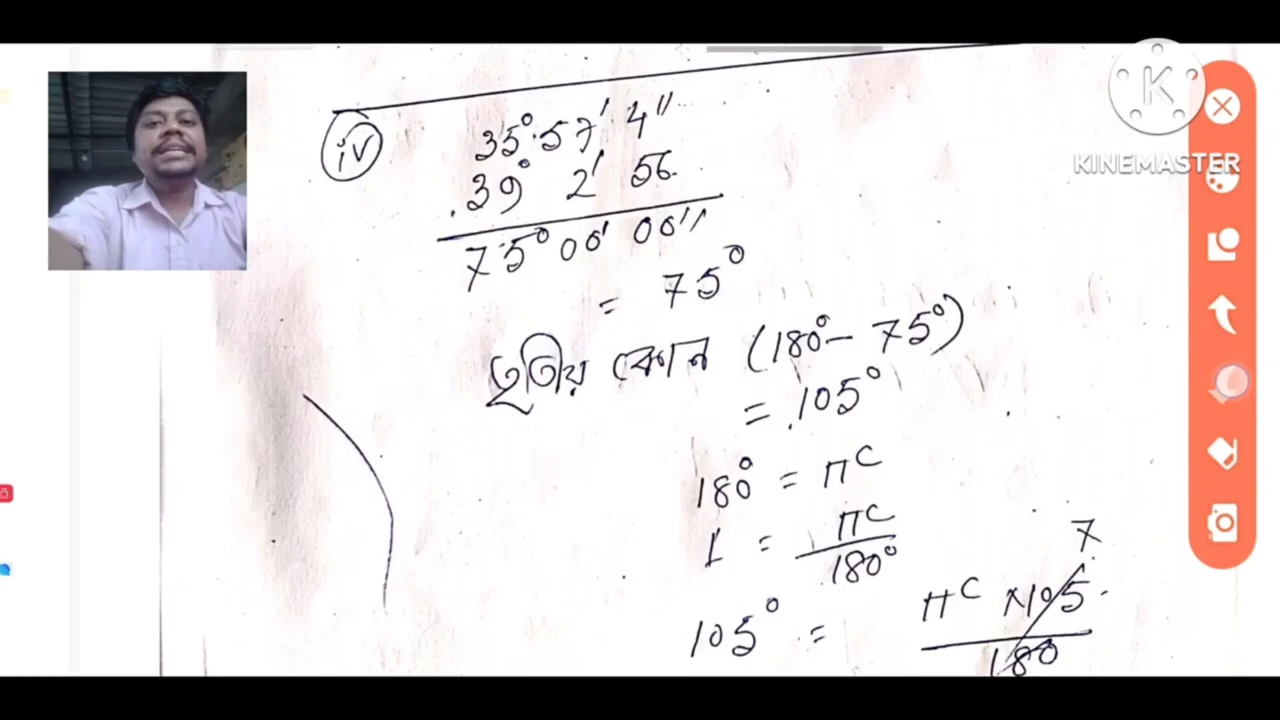 KINEMASTER
iv
35° 57' 4"
39° 2' 56
75° 00' 00"
= 75°
তৃতীয় কোন (180° - 75°)
= 105°
180° = π^c
1 = π^c / 180°
7
105° = π^c × 105
180